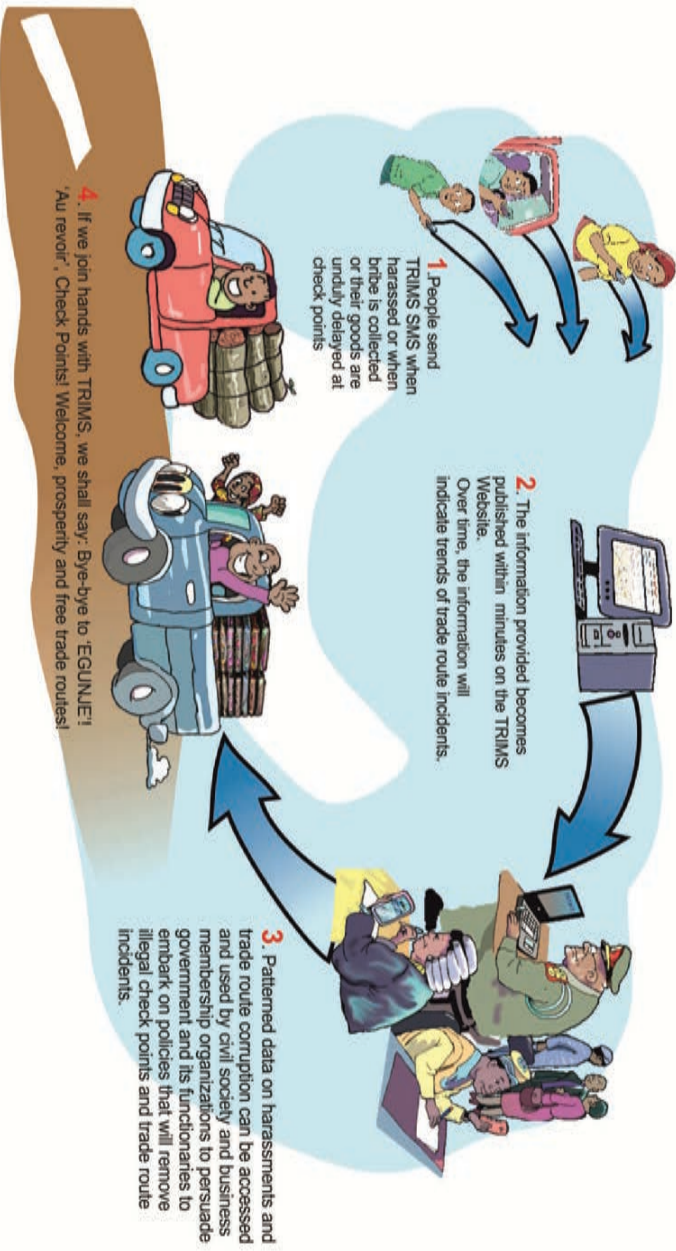 1.People send
TRIMS SMS when
harassed or when
bribe is collected
or their goods are
unduly delayed at
check points
2. The information provided becomes
published within minutes on the TRIMS
Website.
Over time, the information will
indicate trends of trade route incidents.
3. Patterned data on harassments and
trade route corruption can be accessed
and used by civil society and business
membership organizations to persuade
government and its functionaries to
embark on policies that will remove
illegal check points and trade route
incidents.
4. If we join hands with TRIMS, we shall say: Bye-bye to 'EGUNJE'!
'Au revoir', Check Points! Welcome, prosperity and free trade routes!